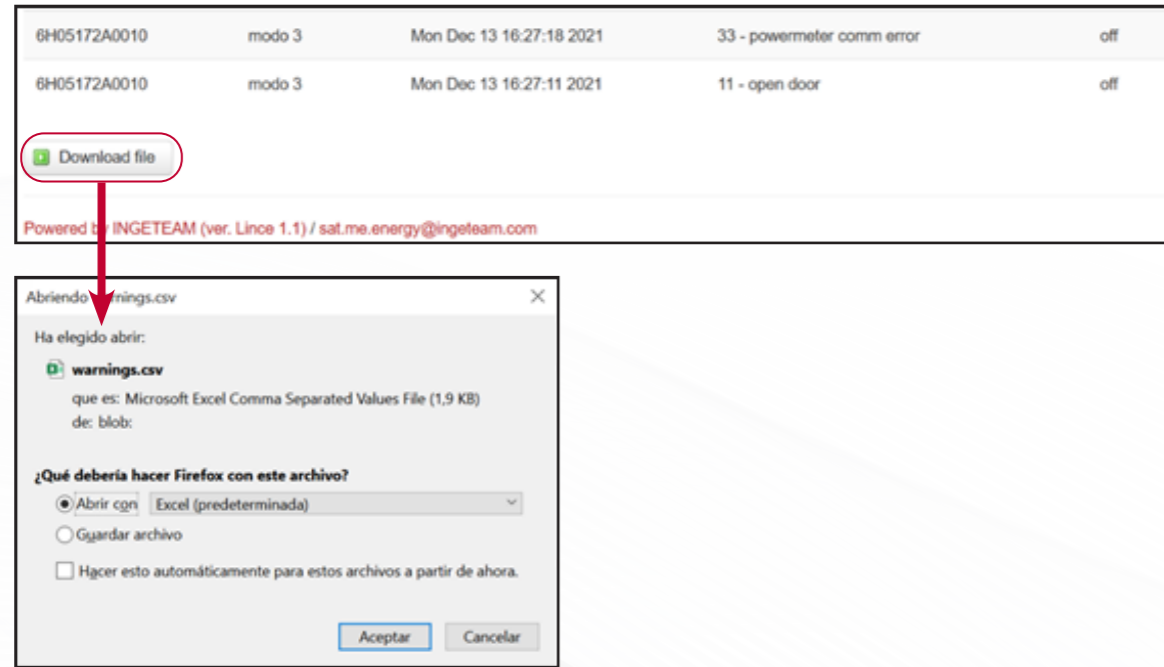 6H05172A0010 modo 3 Mon Dec 13 16:27:18 2021 33 - powermeter comm error off
6H05172A0010 modo 3 Mon Dec 13 16:27:11 2021 11 - open door off
Download file
Powered by INGETEAM (ver. Lince 1.1) / sat.me.energy@ingeteam.com
Abriendo warnings.csv
Ha elegido abrir:
warnings.csv
que es: Microsoft Excel Comma Separated Values File (1,9 KB)
de: blob:
¿Qué debería hacer Firefox con este archivo?
Abrir con Excel (predeterminada)
Guardar archivo
Hacer esto automáticamente para estos archivos a partir de ahora.
Aceptar Cancelar